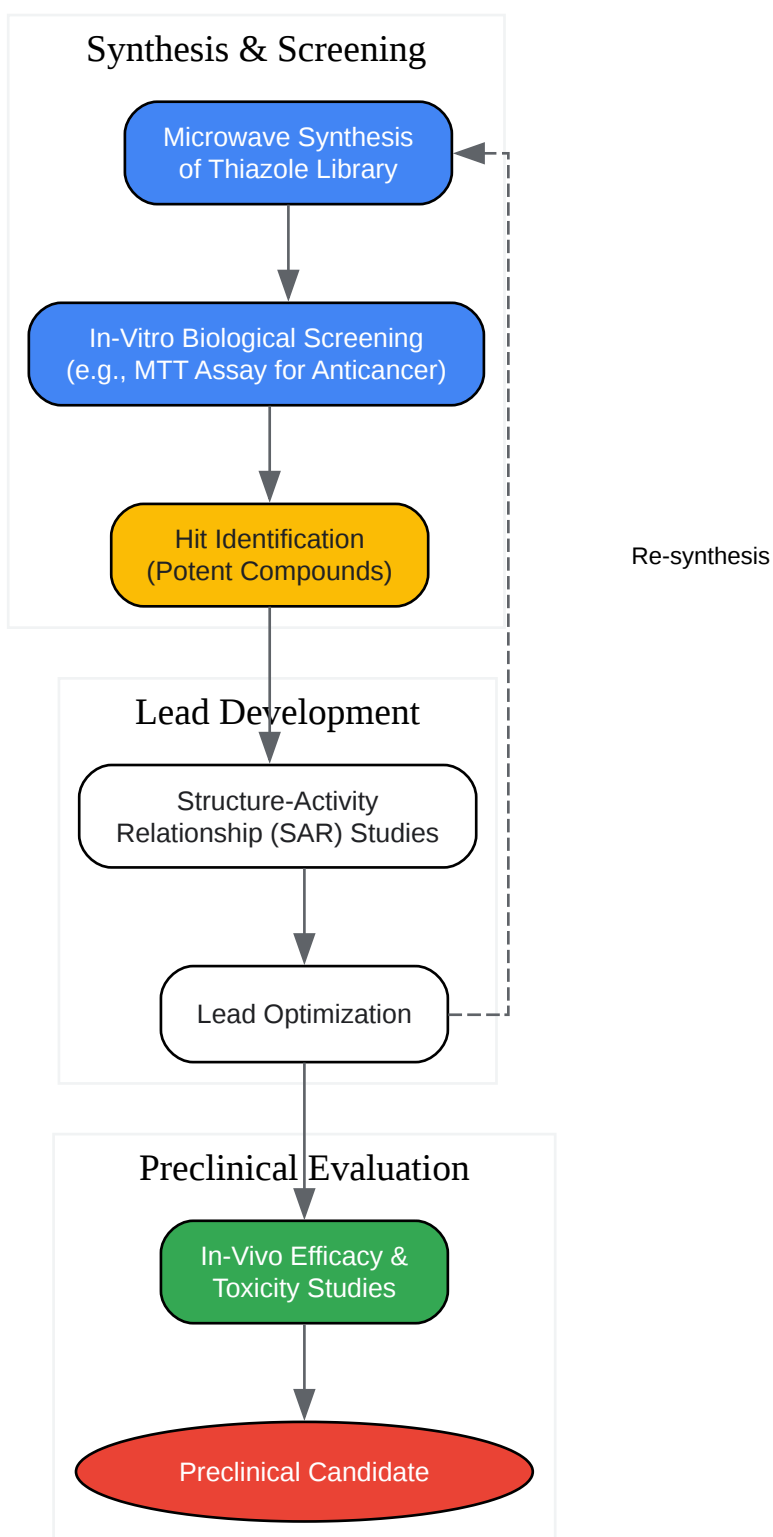 Synthesis & Screening
Microwave Synthesis
of Thiazole Library
In-Vitro Biological Screening
(e.g., MTT Assay for Anticancer)
Hit Identification
(Potent Compounds)
Re-synthesis
Lead Development
Structure-Activity
Relationship (SAR) Studies
Lead Optimization
Preclinical Evaluation
In-Vivo Efficacy &
Toxicity Studies
Preclinical Candidate